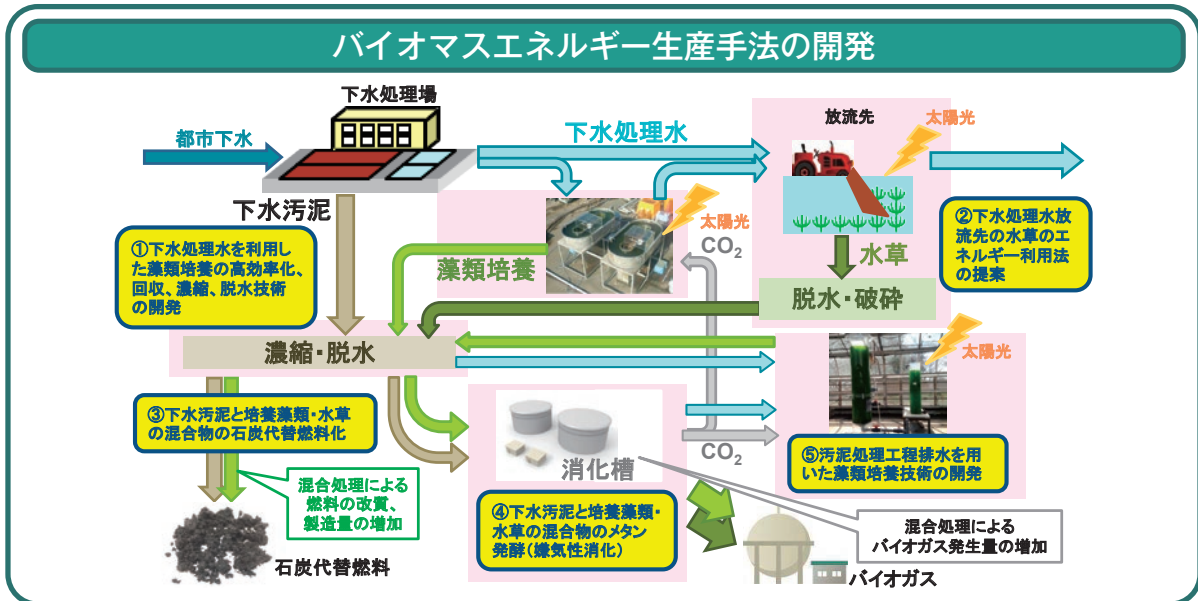 バイオマスエネルギー生産手法の開発
下水処理場
都市下水
下水処理水
放流先
太陽光
下水汚泥
太陽光
CO2
藻類培養
水草
脱水・破砕
①下水処理水を利用し
た藻類培養の高効率化、
回収、濃縮、脱水技術
の開発
②下水処理水放
流先の水草のエ
ネルギー利用法
の提案
濃縮・脱水
太陽光
③下水汚泥と培養藻類・水草
の混合物の石炭代替燃料化
消化槽
CO2
⑤汚泥処理工程排水を用
いた藻類培養技術の開発
混合処理による
燃料の改質、
製造量の増加
④下水汚泥と培養藻類・
水草の混合物のメタン
発酵(嫌気性消化)
混合処理による
バイオガス発生量の増加
石炭代替燃料
バイオガス